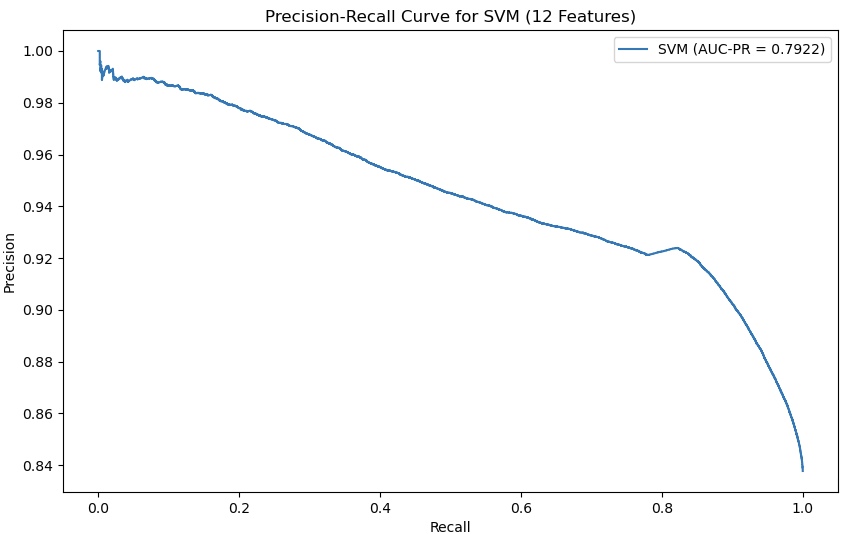 Precision-Recall Curve for SVM (12 Features)
SVM (AUC-PR = 0.7922)
1.00
0.98
0.96
0.94
0.92
0.90
0.88
0.86
0.84
Precision
0.0 0.2 0.4 0.6 0.8 1.0
Recall